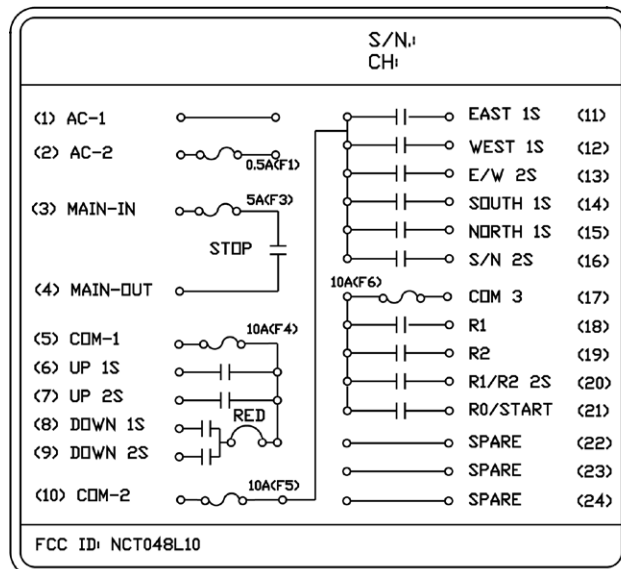 S/N.:
CH:
(1) AC-1
(2) AC-2
0.5A(F1)
(3) MAIN-IN
5A(F3)
STOP
(4) MAIN-OUT
(5) COM-1
10A(F4)
(6) UP 1S
(7) UP 2S
(8) DOWN 1S
RED
(9) DOWN 2S
(10) COM-2
10A(F5)
EAST 1S (11)
WEST 1S (12)
E/W 2S (13)
SOUTH 1S (14)
NORTH 1S (15)
S/N 2S (16)
10A(F6)
COM 3 (17)
R1 (18)
R2 (19)
R1/R2 2S (20)
R0/START (21)
SPARE (22)
SPARE (23)
SPARE (24)
FCC ID: NCT048L10